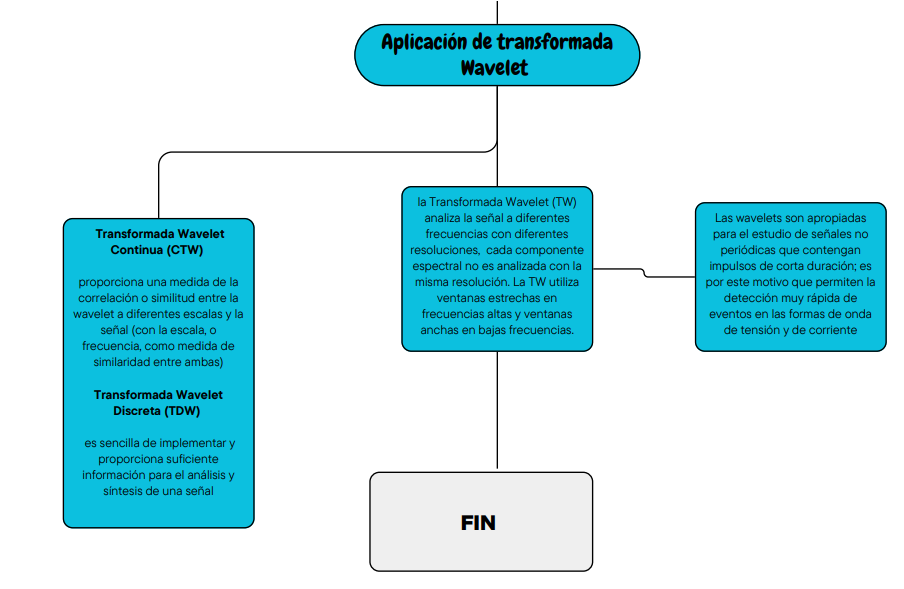 Aplicación de transformada
Wavelet
Transformada Wavelet
Continua (CTW)
proporciona una medida de la
correlación o similitud entre la
wavelet a diferentes escalas y la
señal (con la escala, o
frecuencia, como medida de
similaridad entre ambas)
Transformada Wavelet
Discreta (TDW)
es sencilla de implementar y
proporciona suficiente
información para el análisis y
síntesis de una señal
la Transformada Wavelet (TW)
analiza la señal a diferentes
frecuencias con diferentes
resoluciones, cada componente
espectral no es analizada con la
misma resolución. La TW utiliza
ventanas estrechas en
frecuencias altas y ventanas
anchas en bajas frecuencias.
Las wavelets son apropiadas
para el estudio de señales no
periódicas que contengan
impulsos de corta duración; es
por este motivo que permiten la
detección muy rápida de
eventos en las formas de onda
de tensión y de corriente
FIN